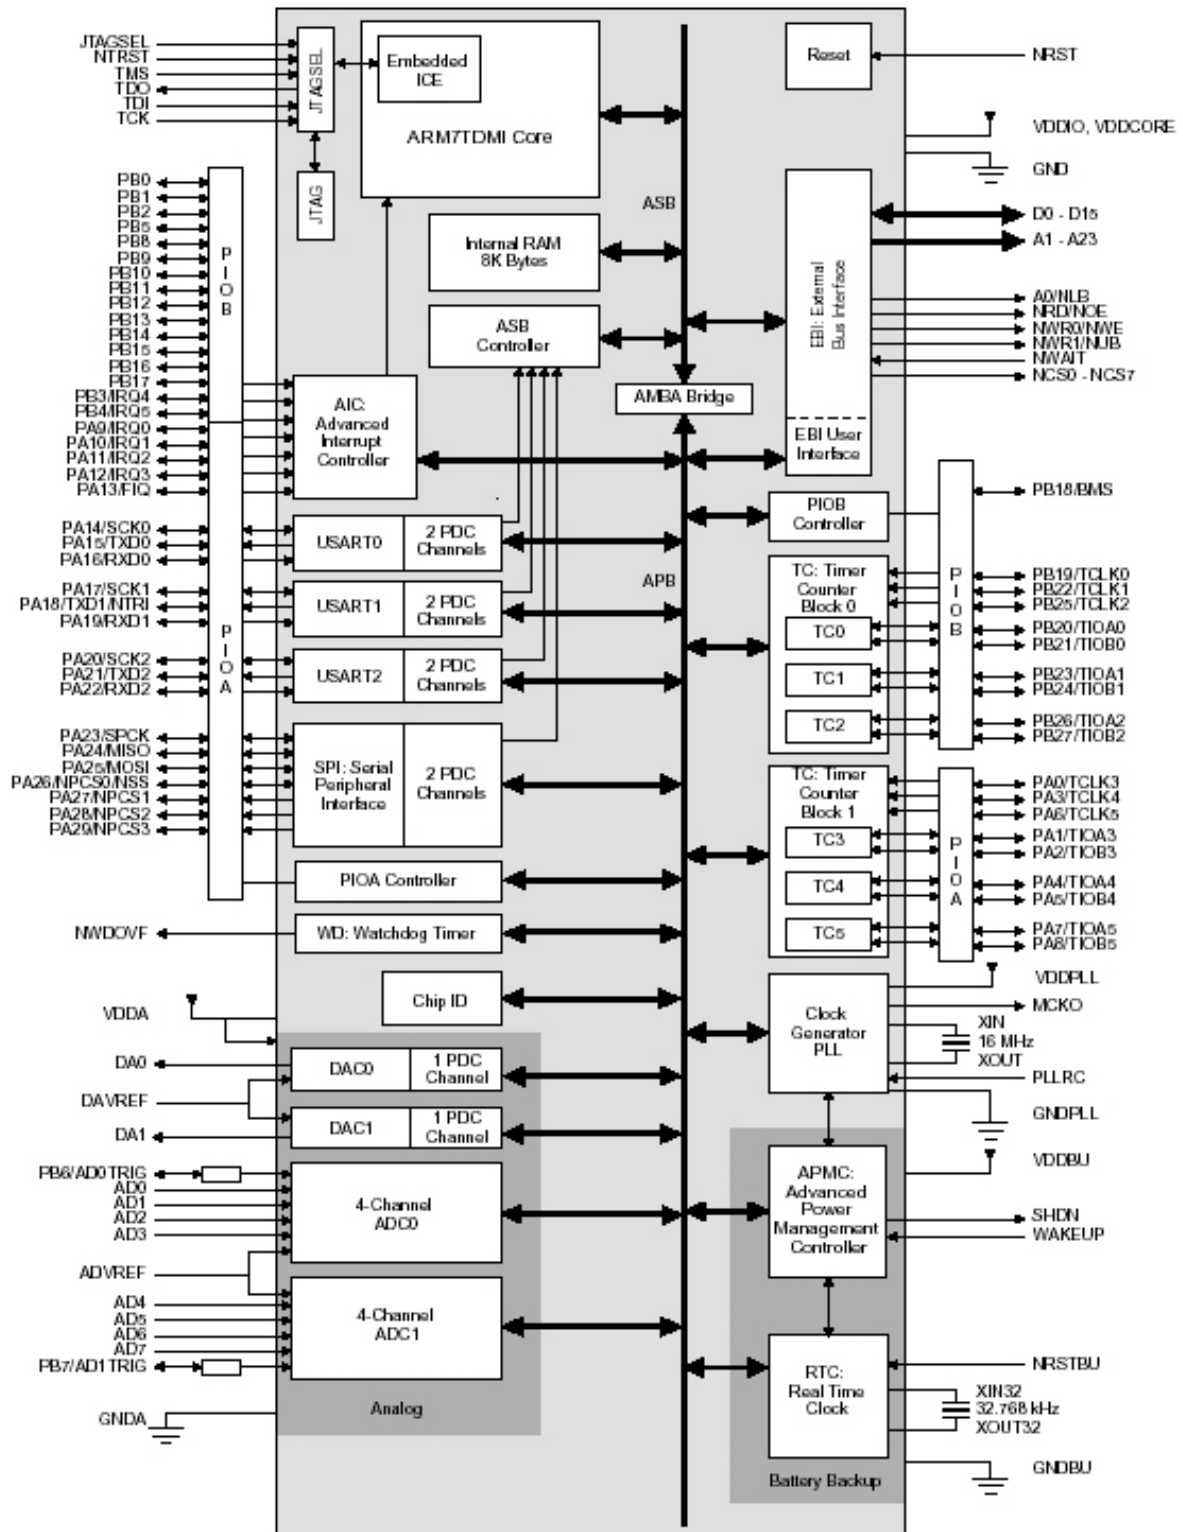 JTAGSEL
NTRST
TMS
TDO
TDI
TCK
JTAGSEL
JTAG
Embedded
ICE
ARM7TDMI Core
Reset
NRST
VDDIO, VDDCORE
GND
PB0
PB1
PB2
PB5
PB8
PB9
PB10
PB11
PB12
PB13
PB14
PB15
PB16
PB17
PB3/IRQ4
PB4/IRQ5
PA9/IRQ0
PA10/IRQ1
PA11/IRQ2
PA12/IRQ3
PA13/FIQ
PIOB
ASB
Internal RAM
8K Bytes
ASB
Controller
AMBA Bridge
EBI: External
Bus Interface
EBI User
Interface
D0 - D15
A1 - A23
A0/NLB
NRD/NOE
NWR0/NWE
NWR1/NUB
NWAIT
NCS0 - NCS7
AIC:
Advanced
Interrupt
Controller
PA14/SCK0
PA15/TXD0
PA16/RXD0
USART0
2 PDC
Channels
PA17/SCK1
PA18/TXD1/NTRI
PA19/RXD1
USART1
2 PDC
Channels
PA20/SCK2
PA21/TXD2
PA22/RXD2
USART2
2 PDC
Channels
PIOA
PA23/SPCK
PA24/MISO
PA25/MOSI
PA26/NPCS0/NSS
PA27/NPCS1
PA28/NPCS2
PA29/NPCS3
SPI: Serial
Peripheral
Interface
2 PDC
Channels
PIOA Controller
NWDOVF
WD: Watchdog Timer
Chip ID
APB
PIOB
Controller
PB18/BMS
TC: Timer
Counter
Block 0
TC0
TC1
TC2
PIOB
PB19/TCLK0
PB22/TCLK1
PB25/TCLK2
PB20/TIOA0
PB21/TIOB0
PB23/TIOA1
PB24/TIOB1
PB26/TIOA2
PB27/TIOB2
TC: Timer
Counter
Block 1
TC3
TC4
TC5
PIOA
PA0/TCLK3
PA3/TCLK4
PA6/TCLK5
PA1/TIOA3
PA2/TIOB3
PA4/TIOA4
PA5/TIOB4
PA7/TIOA5
PA8/TIOB5
VDDA
DA0
DAVREF
DA1
DAC0
1 PDC
Channel
DAC1
1 PDC
Channel
PB6/AD0TRIG
AD0
AD1
AD2
AD3
ADVREF
AD4
AD5
AD6
AD7
PB7/AD1TRIG
GNDA
4-Channel
ADC0
4-Channel
ADC1
Analog
Clock
Generator
PLL
VDDPLL
MCKO
XIN
16 MHz
XOUT
PLLRC
GNDPLL
APMC:
Advanced
Power
Management
Controller
VDDBU
SHDN
WAKEUP
RTC:
Real Time
Clock
NRSTBU
XIN32
32.768 kHz
XOUT32
GNDBU
Battery Backup